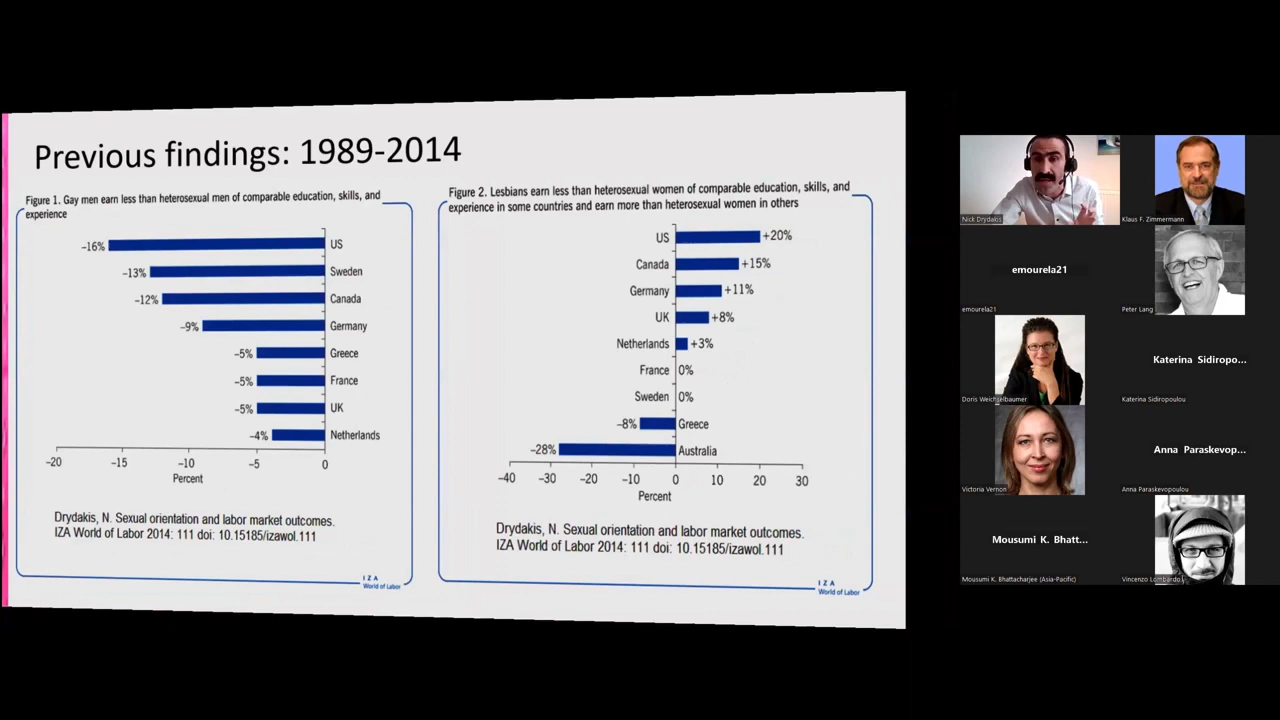 Previous findings: 1989-2014
Figure 1. Gay men earn less than heterosexual men of comparable education, skills, and
experience
−16%
US
−13%
Sweden
−12%
Canada
−9%
Germany
−5%
Greece
−5%
France
−5%
UK
−4%
Netherlands
−20 −15 −10 −5 0
Percent
Drydakis, N. Sexual orientation and labor market outcomes.
IZA World of Labor 2014: 111 doi: 10.15185/izawol.111
IZA
World of Labor
Figure 2. Lesbians earn less than heterosexual women of comparable education, skills, and
experience in some countries and earn more than heterosexual women in others
US +20%
Canada +15%
Germany +11%
UK +8%
Netherlands +3%
France 0%
Sweden 0%
−8% Greece
−28% Australia
−40 −30 −20 −10 0 10 20 30
Percent
Drydakis, N. Sexual orientation and labor market outcomes.
IZA World of Labor 2014: 111 doi: 10.15185/izawol.111
IZA
World of Labor
Nick Drydakis
Klaus F. Zimmermann
emourela21
emourela21
Peter Lang
Doris Weichselbaumer
Katerina Sidiropo...
Katerina Sidiropoulou
Victoria Vernon
Anna Paraskevop...
Anna Paraskevopoulou
Mousumi K. Bhatt...
Mousumi K. Bhattacharjee (Asia-Pacific)
Vincenzo Lombardo